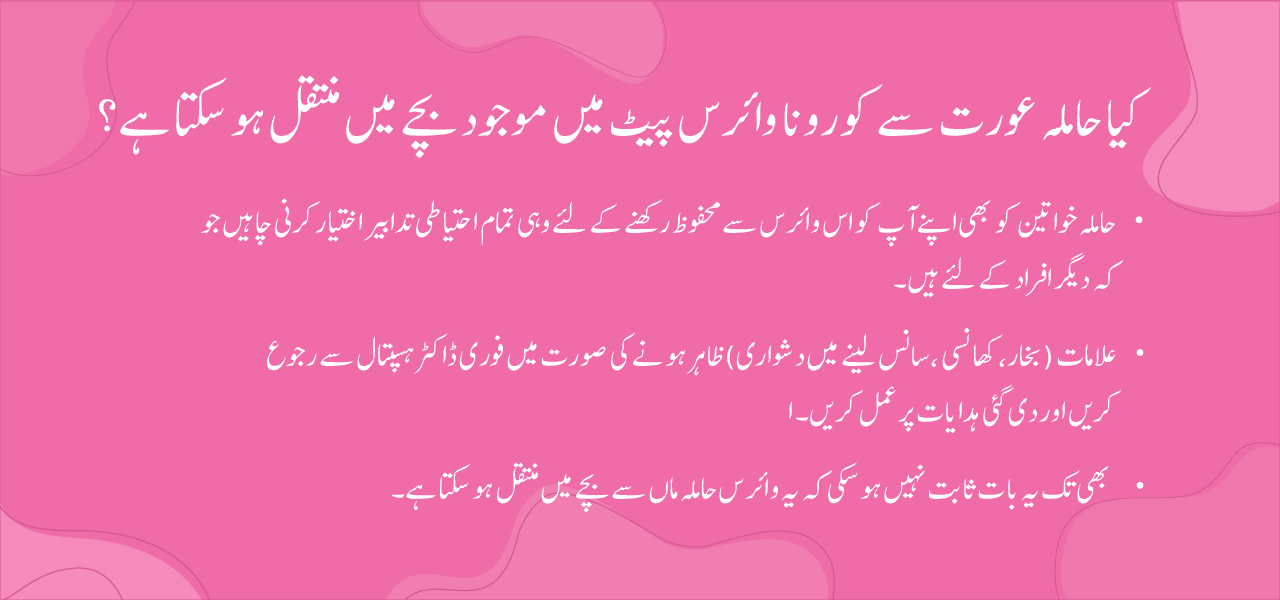 کیا حاملہ عورت سے کورونا وائرس پیٹ میں موجود بچے میں منتقل ہو سکتا ہے؟
• حاملہ خواتین کو بھی اپنے آپ کو اس وائرس سے محفوظ رکھنے کے لئے وہی تمام احتیاطی تدابیر اختیار کرنی چاہیں جو
کہ دیگر افراد کے لئے ہیں۔
• علامات (بخار، کھانسی، سانس لینے میں دشواری) ظاہر ہونے کی صورت میں فوری ڈاکٹر ہسپتال سے رجوع
کریں اور دی گئی ہدایات پر عمل کریں۔ ا
• بھی تک یہ بات ثابت نہیں ہو سکی کہ یہ وائرس حاملہ ماں سے بچے میں منتقل ہو سکتا ہے۔